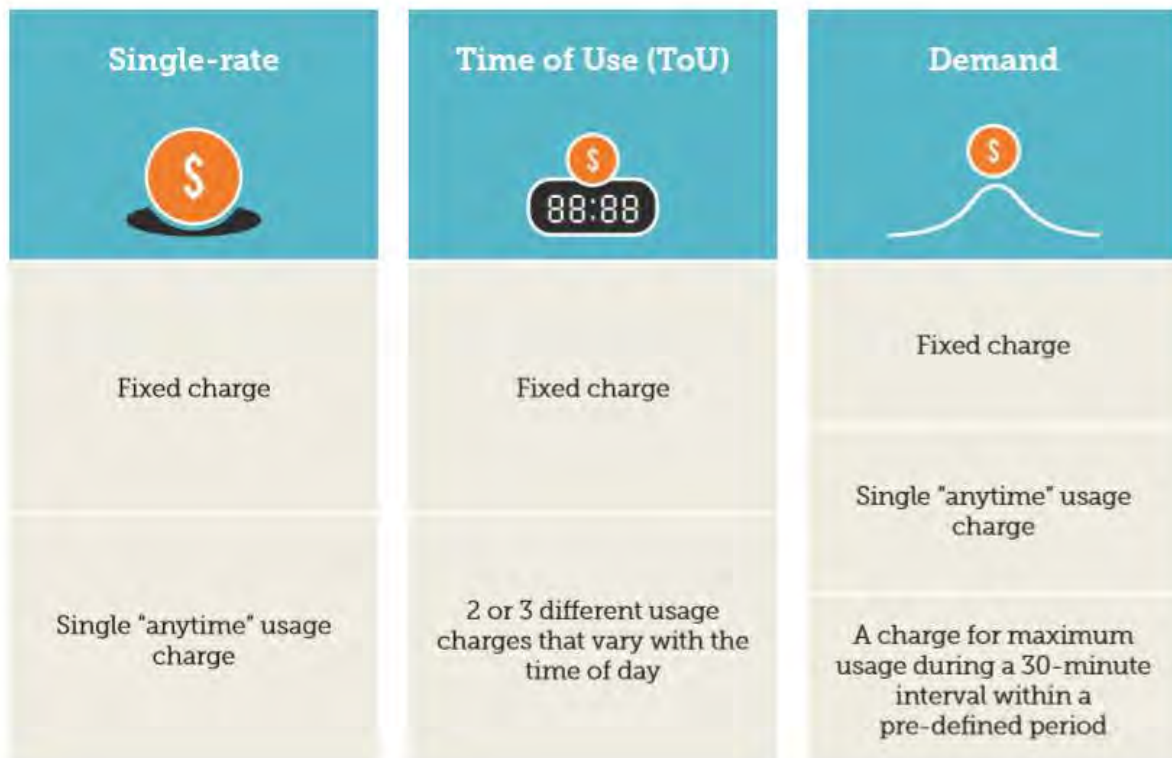 Single-rate
$
Fixed charge
Single "anytime" usage
charge
Time of Use (ToU)
$
88:88
Fixed charge
2 or 3 different usage
charges that vary with the
time of day
Demand
$
Fixed charge
Single "anytime" usage
charge
A charge for maximum
usage during a 30-minute
interval within a
pre-defined period